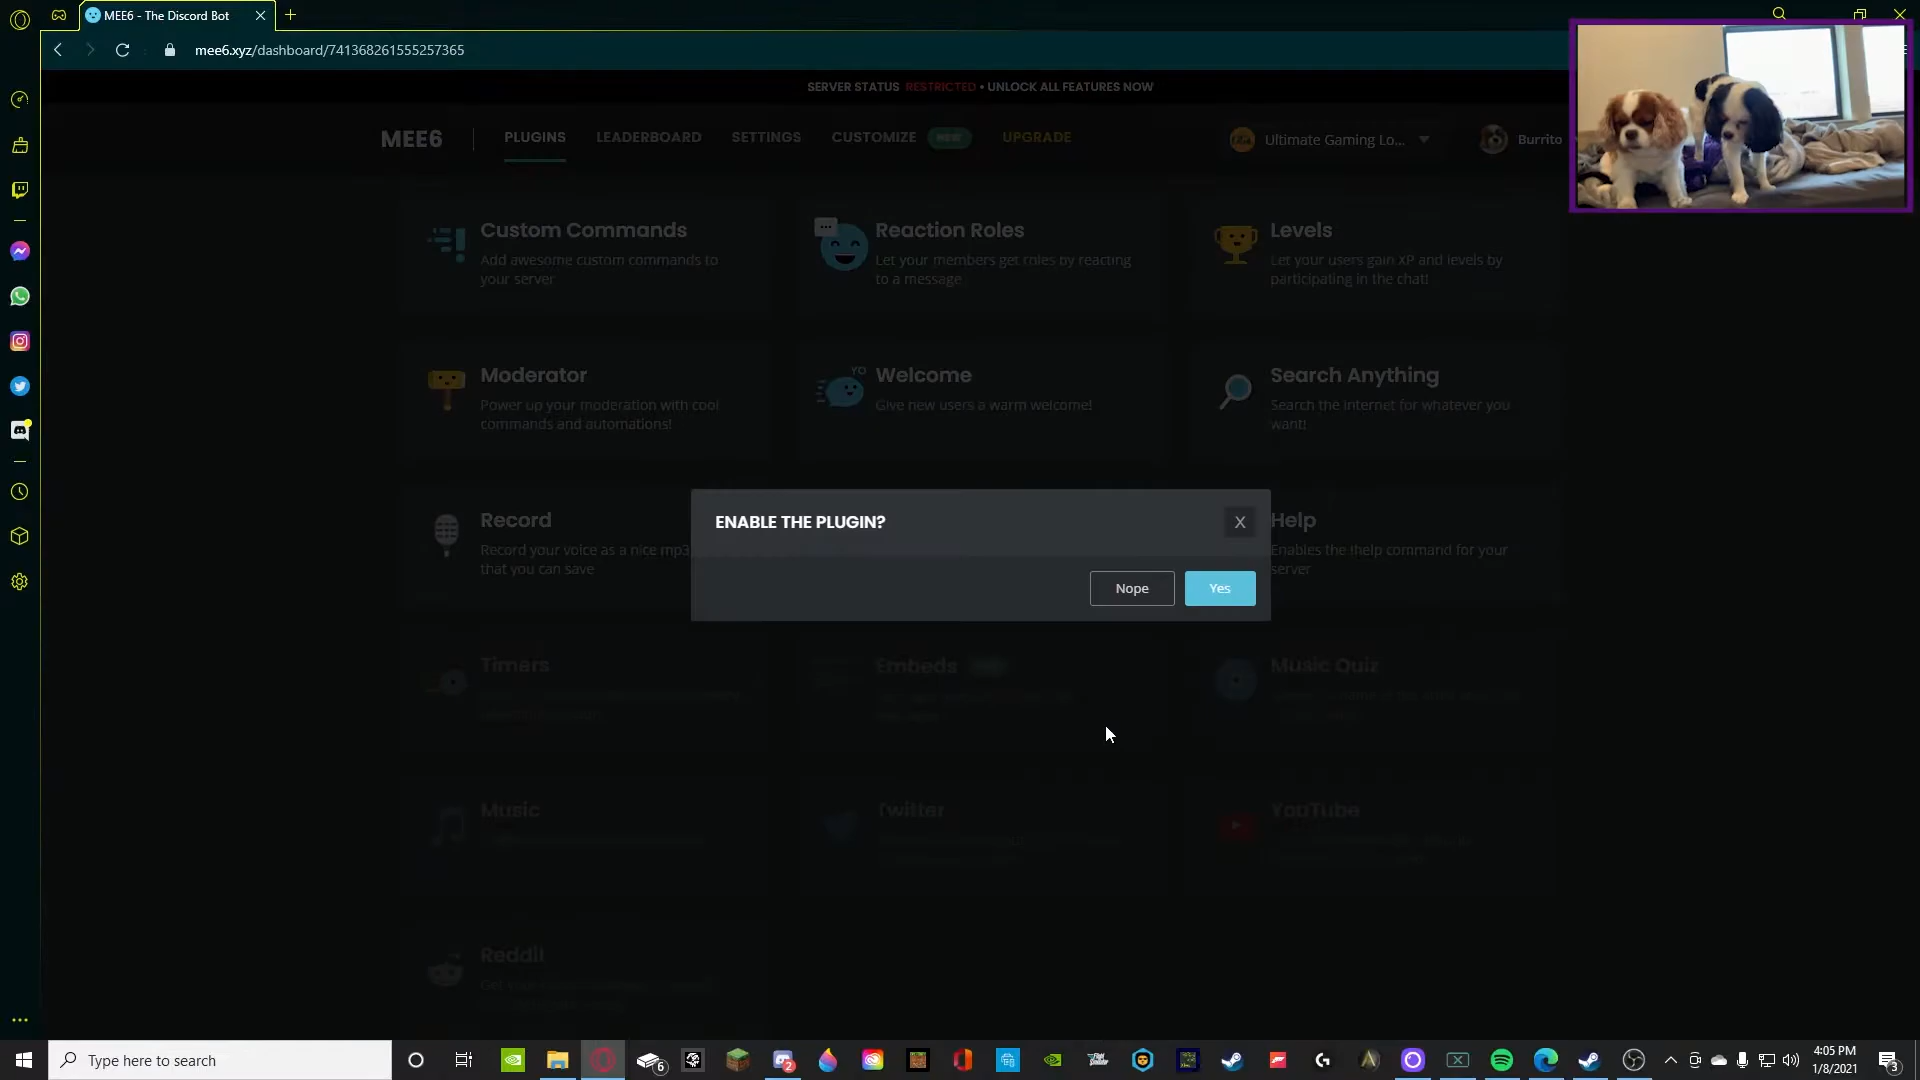 MEE6 - The Discord Bot
mee6.xyz/dashboard/741368261555257365
SERVER STATUS RESTRICTED • UNLOCK ALL FEATURES NOW
MEE6
PLUGINS
LEADERBOARD
SETTINGS
CUSTOMIZE
NEW
UPGRADE
Ultimate Gaming Lo...
Burrito
Custom Commands
Add awesome custom commands to
your server
Reaction Roles
Let your members get roles by reacting
to a message
Levels
Let your users gain XP and levels by
participating in the chat!
Moderator
Power up your moderation with cool
commands and automations!
YO
Welcome
Give new users a warm welcome!
Search Anything
Search the internet for whatever you
want!
Record
Record your voice as a nice mp3
that you can save
Help
Enables the !help command for your
server
ENABLE THE PLUGIN?
X
Nope
Yes
Timers
Embeds
Music Quiz
Music
Twitter
YouTube
Reddit
Type here to search
6
2
4:05 PM
1/8/2021
3